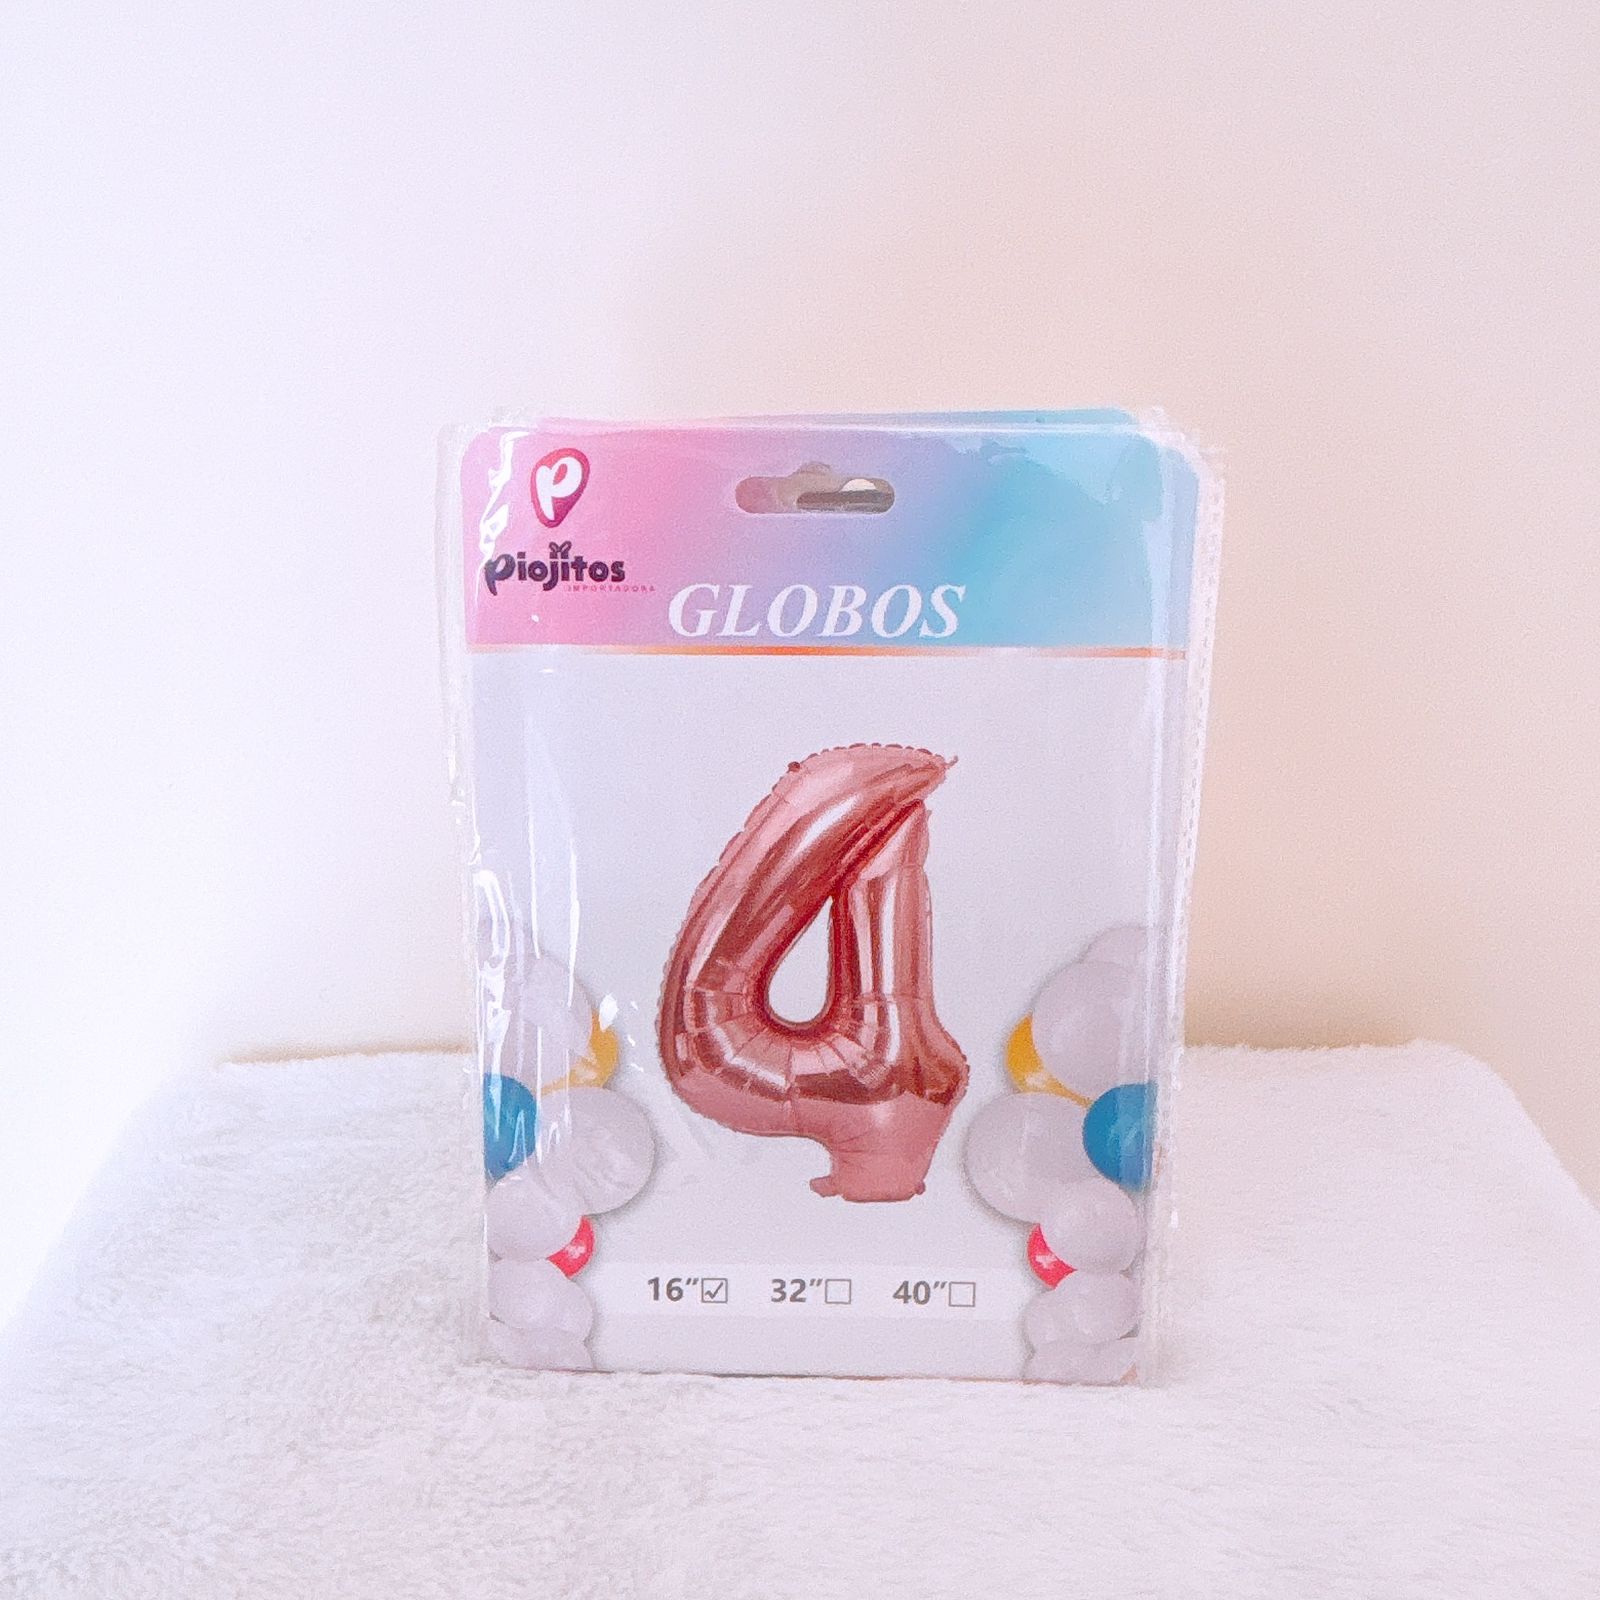 P
Piojitos
IMPORTADORA
GLOBOS
4
16"☑ 32"☐ 40"☐